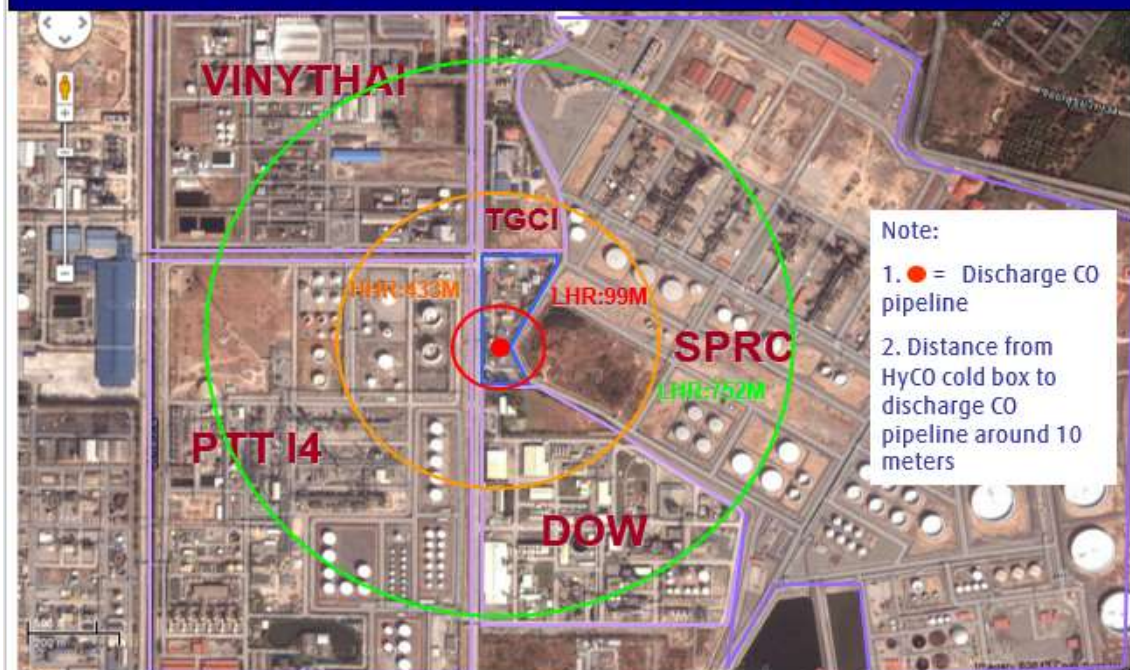 VINYTHAI
TGCI
HHR:433M
LHR:99M
SPRC
LHR:752M
PTT I4
DOW
Note:
1. = Discharge CO
pipeline
2. Distance from
HyCO cold box to
discharge CO
pipeline around 10
meters